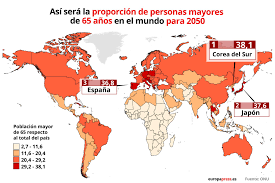 Así será la proporción de personas mayores
de 65 años en el mundo para 2050
1 38,1
Corea del Sur
3 36,8
España
2 37,6
Japón
Población mayor
de 65 respecto
al total del país
2,7 - 11,6
11,6 - 20,4
20,4 - 29,2
29,2 - 38,1
europapress.es Fuente: ONU